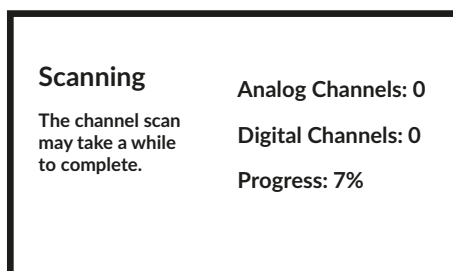 Scanning
The channel scan
may take a while
to complete.
Analog Channels: 0
Digital Channels: 0
Progress: 7%